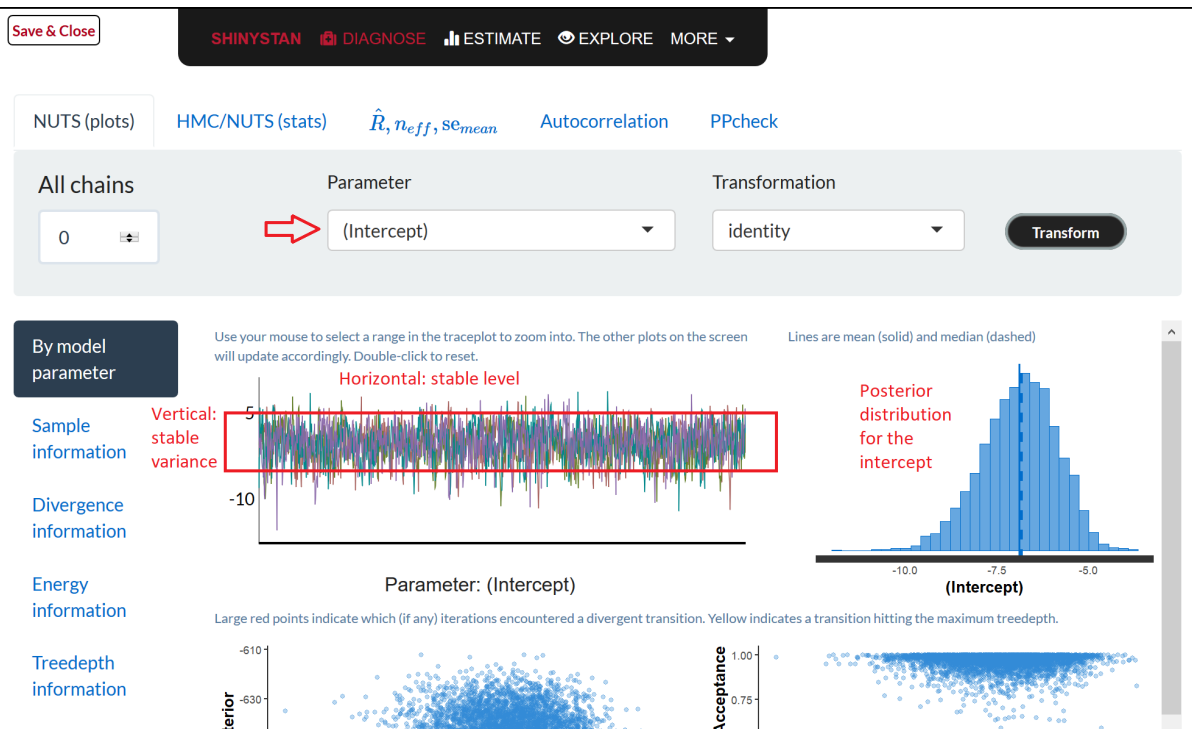 Save & Close
SHINYSTAN DIAGNOSE ESTIMATE EXPLORE MORE
NUTS (plots) HMC/NUTS (stats) R̂, n_eff, se_mean Autocorrelation PPcheck
All chains Parameter Transformation
0 (Intercept) identity Transform
By model
parameter
Sample
information
Divergence
information
Energy
information
Treedepth
information
Use your mouse to select a range in the traceplot to zoom into. The other plots on the screen
will update accordingly. Double-click to reset.
Horizontal: stable level
Vertical:
stable
variance
-5
-10
Parameter: (Intercept)
Lines are mean (solid) and median (dashed)
Posterior
distribution
for the
intercept
-10.0 -7.5 -5.0
(Intercept)
Large red points indicate which (if any) iterations encountered a divergent transition. Yellow indicates a transition hitting the maximum treedepth.
-610
-630
terior
Acceptance
1.00
0.75